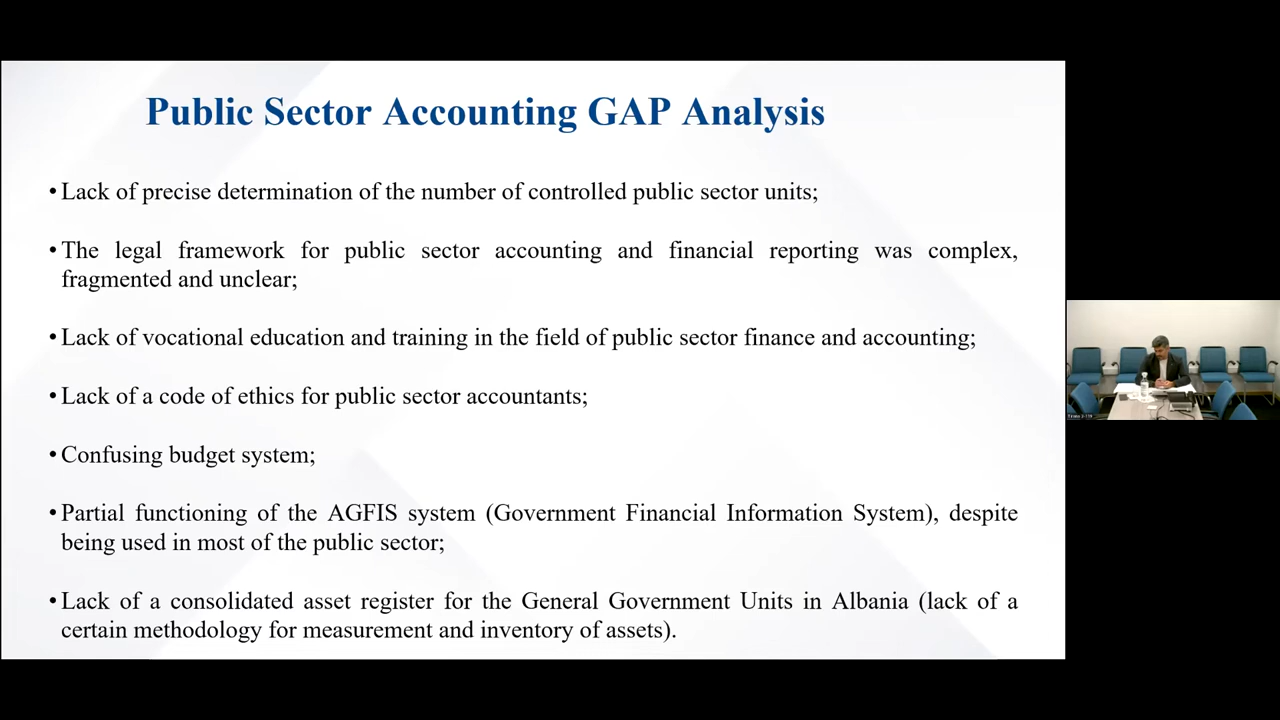 Public Sector Accounting GAP Analysis
• Lack of precise determination of the number of controlled public sector units;
• The legal framework for public sector accounting and financial reporting was complex,
fragmented and unclear;
• Lack of vocational education and training in the field of public sector finance and accounting;
• Lack of a code of ethics for public sector accountants;
• Confusing budget system;
• Partial functioning of the AGFIS system (Government Financial Information System), despite
being used in most of the public sector;
• Lack of a consolidated asset register for the General Government Units in Albania (lack of a
certain methodology for measurement and inventory of assets).